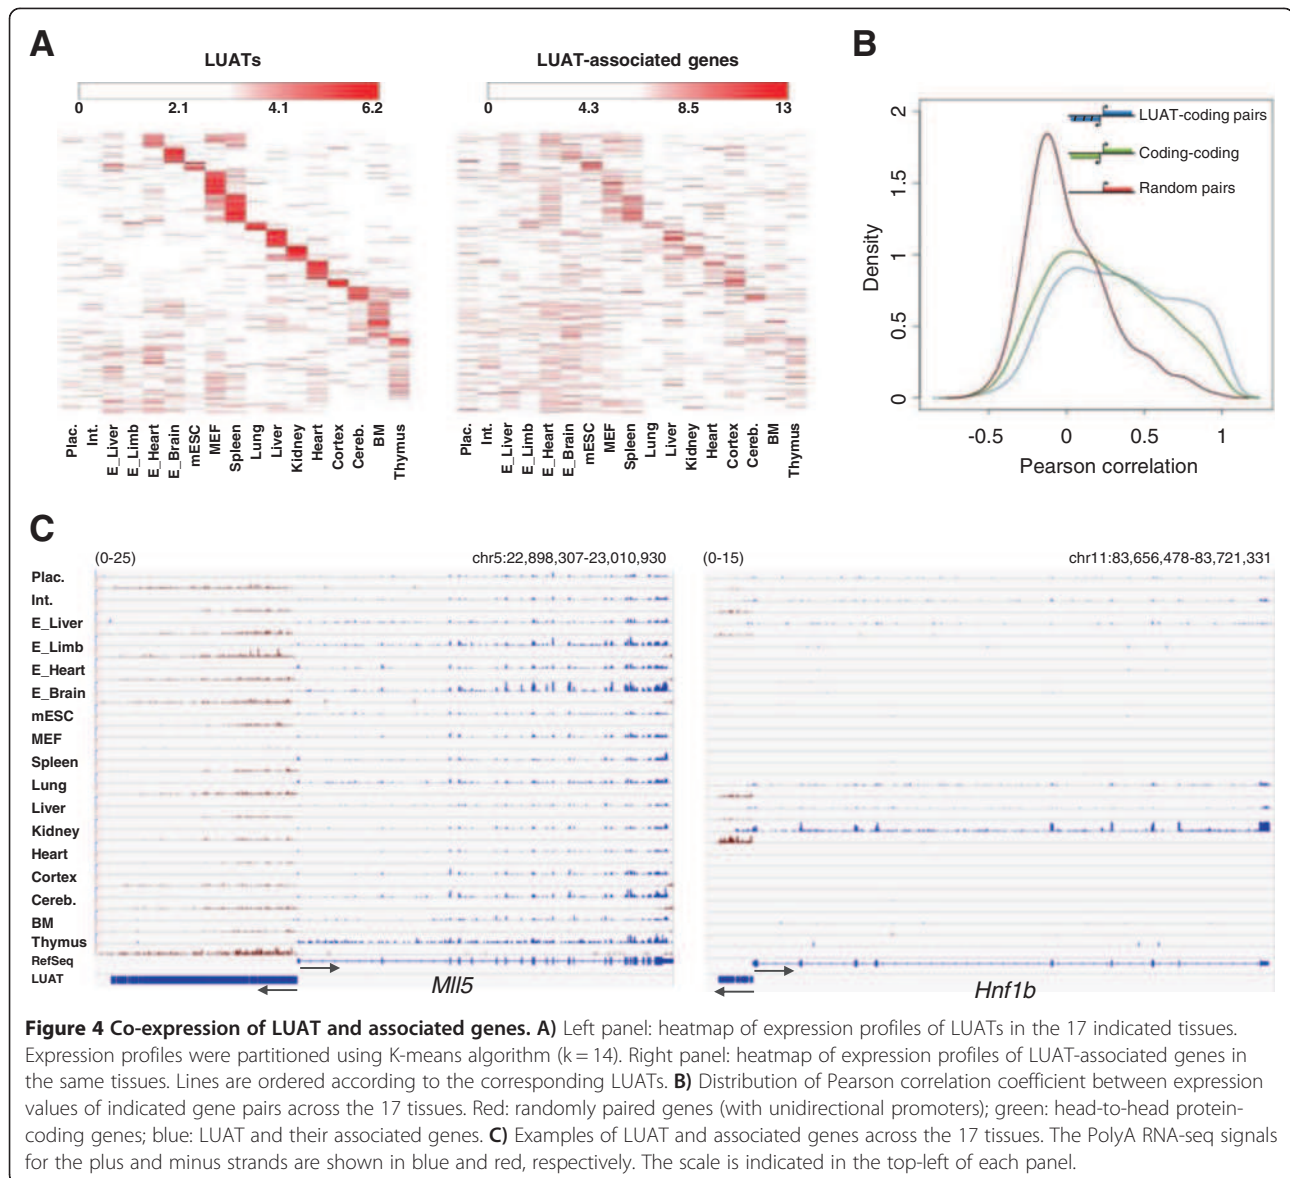 A
B
LUATs
LUAT-associated genes
0 2.1 4.1 6.2
0 4.3 8.5 13
Plac.
Int.
E_Liver
E_Limb
E_Heart
E_Brain
mESC
MEF
Spleen
Lung
Liver
Kidney
Heart
Cortex
Cereb.
BM
Thymus
Plac.
Int.
E_Liver
E_Limb
E_Heart
E_Brain
mESC
MEF
Spleen
Lung
Liver
Kidney
Heart
Cortex
Cereb.
BM
Thymus
LUAT-coding pairs
Coding-coding
Random pairs
Density
2
1.5
1
0.5
0
-0.5 0 0.5 1
Pearson correlation
C
(0-25) chr5:22,898,307-23,010,930
(0-15) chr11:83,656,478-83,721,331
Plac.
Int.
E_Liver
E_Limb
E_Heart
E_Brain
mESC
MEF
Spleen
Lung
Liver
Kidney
Heart
Cortex
Cereb.
BM
Thymus
RefSeq
LUAT
Mll5
Hnf1b
Figure 4 Co-expression of LUAT and associated genes. A) Left panel: heatmap of expression profiles of LUATs in the 17 indicated tissues.
Expression profiles were partitioned using K-means algorithm (k = 14). Right panel: heatmap of expression profiles of LUAT-associated genes in
the same tissues. Lines are ordered according to the corresponding LUATs. B) Distribution of Pearson correlation coefficient between expression
values of indicated gene pairs across the 17 tissues. Red: randomly paired genes (with unidirectional promoters); green: head-to-head protein-
coding genes; blue: LUAT and their associated genes. C) Examples of LUAT and associated genes across the 17 tissues. The PolyA RNA-seq signals
for the plus and minus strands are shown in blue and red, respectively. The scale is indicated in the top-left of each panel.